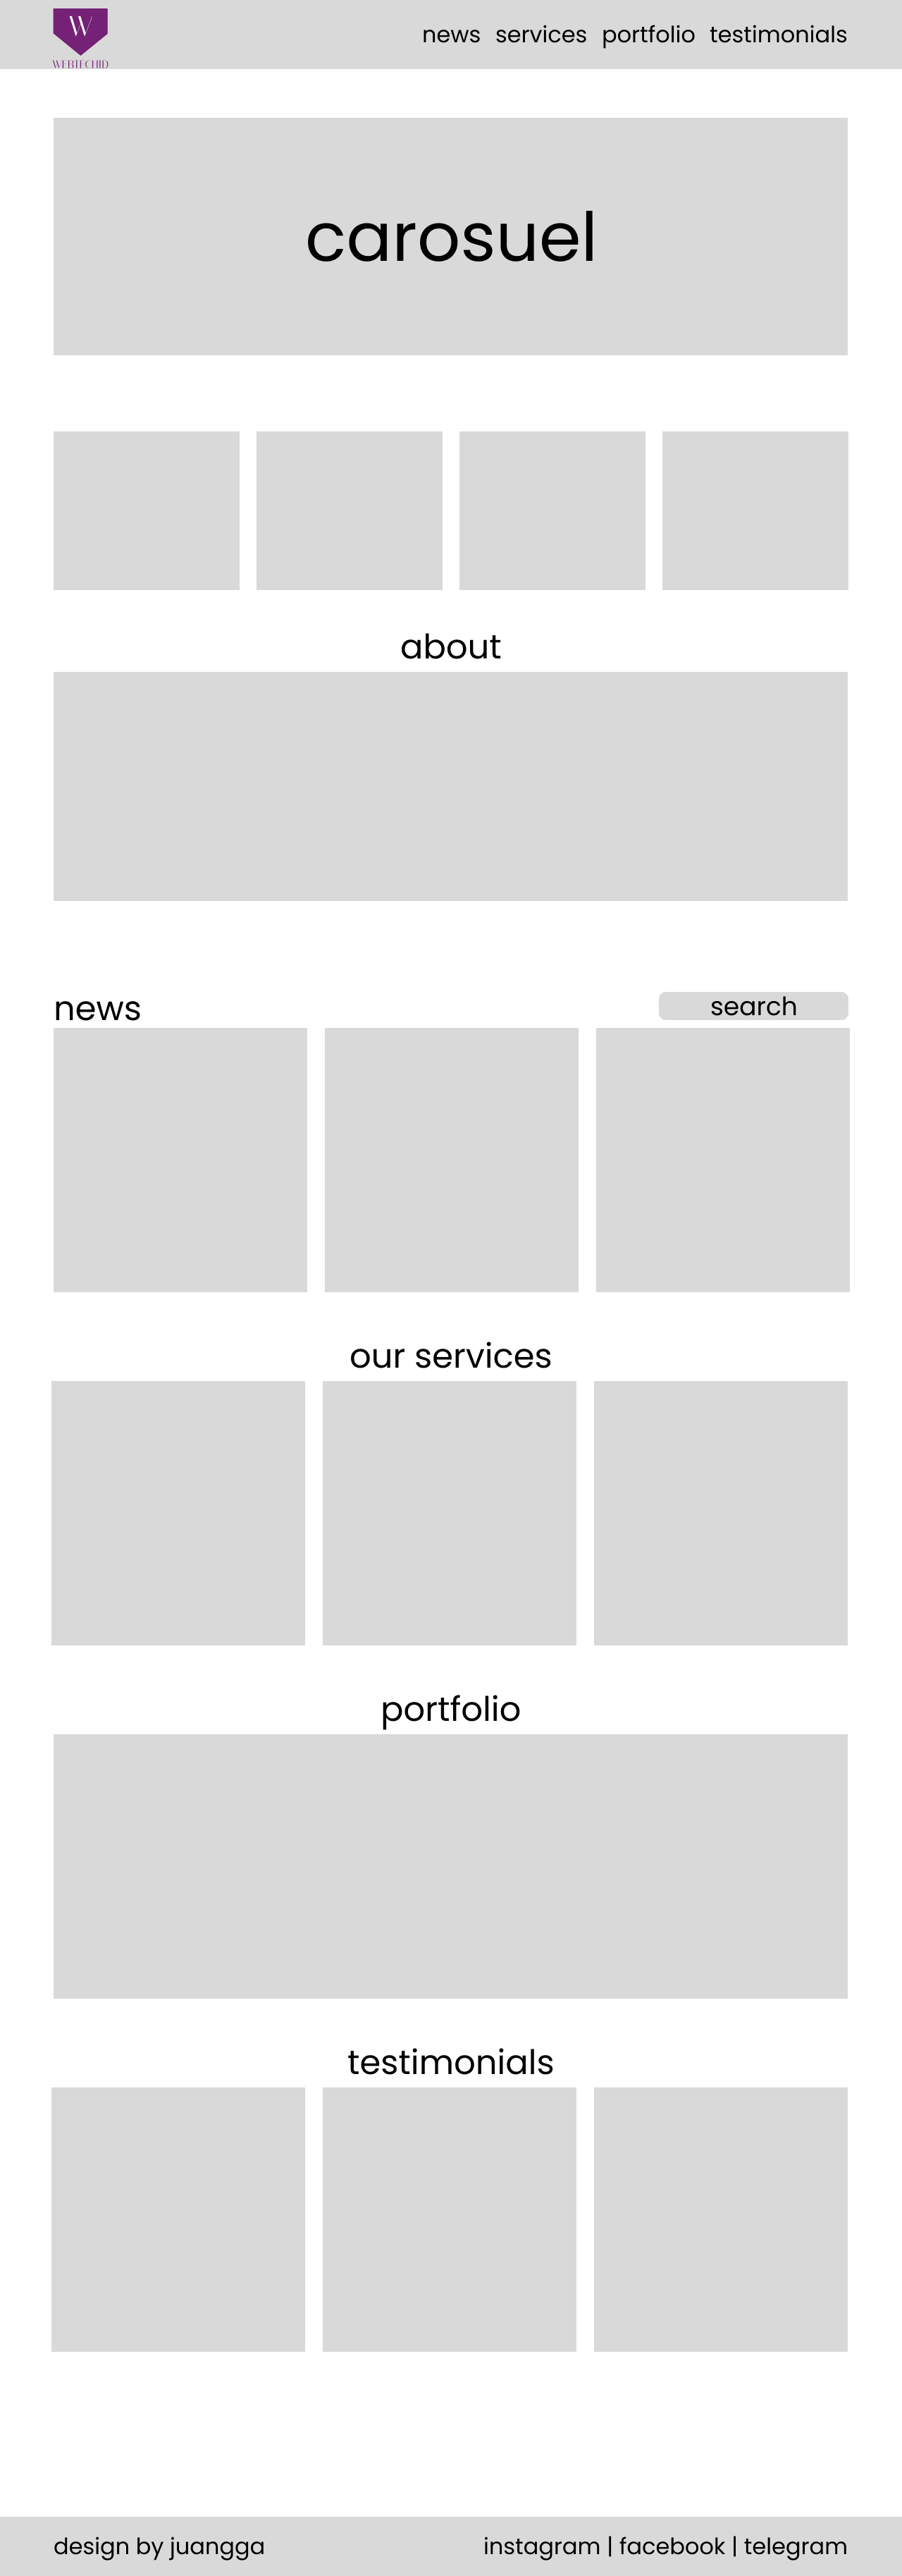 W
WEBTECHID
news services portfolio testimonials
carosuel
about
news
search
our services
portfolio
testimonials
design by juangga
instagram | facebook | telegram